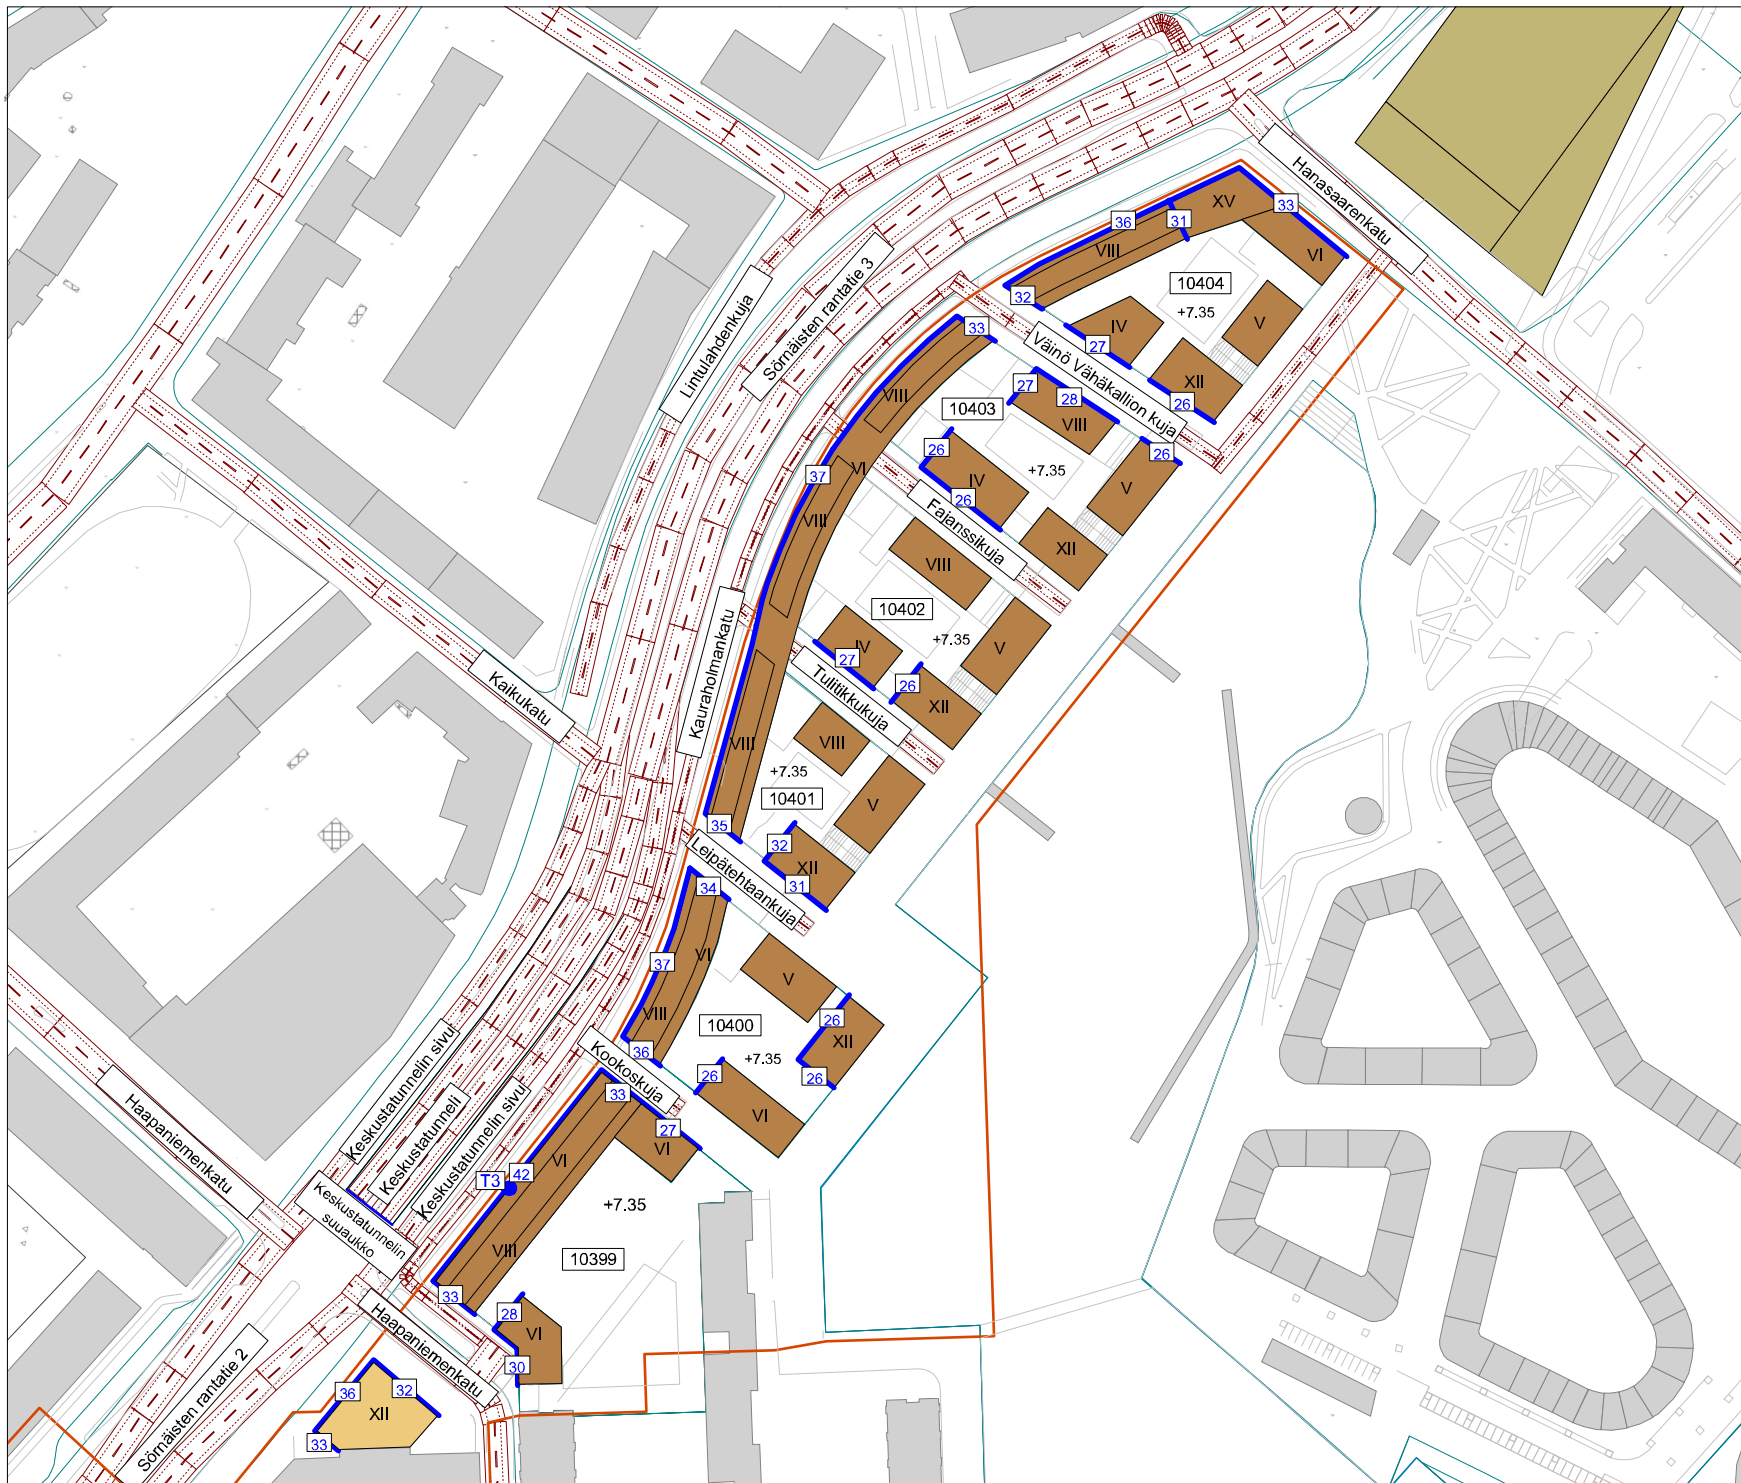 Hanasaarenkatu
XV
33
36
31
VIII
VI
10404
+7.35
32
IV
V
27
XII
26
Väinö Vähäkallion kuja
Lintulahdenkuja
Sörnäisten rantatie 3
33
VIII
27
28
10403
VIII
26
26
VI
+7.35
37
IV
26
V
VIII
Fajanssikuja
XII
VIII
10402
+7.35
IV
27
V
26
XII
Kauraholmankatu
Tulitikkukuja
Kaikukatu
VIII
VIII
+7.35
10401
V
35
32
XII
31
Leipätehtaankuja
34
VI
37
V
VIII
10400
26
XII
36
+7.35
26
26
Kookoskuja
VI
33
27
VI
VI
T3
42
+7.35
VIII
10399
33
28
VI
30
Keskustatunnelin sivu
Keskustatunneli
Keskustatunnelin sivu
Haapaniemenkatu
Keskustatunnelin
suuaukko
Haapaniemenkatu
Sörnäisten rantatie 2
36
32
XII
33